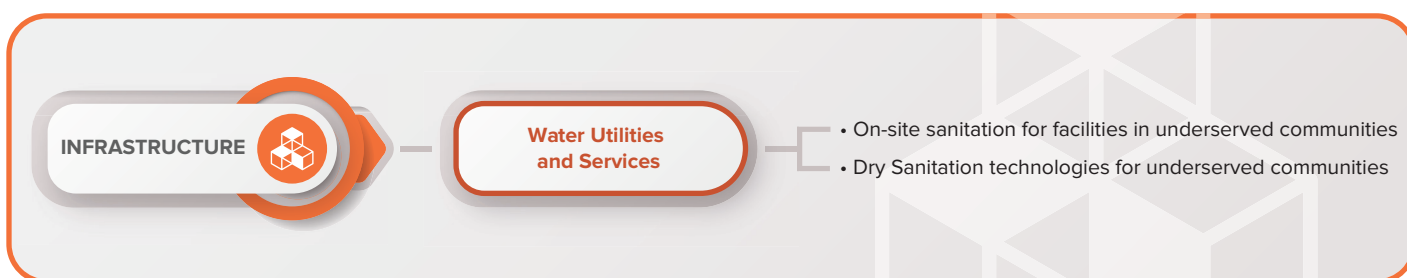 INFRASTRUCTURE
Water Utilities
and Services
• On-site sanitation for facilities in underserved communities
• Dry Sanitation technologies for underserved communities